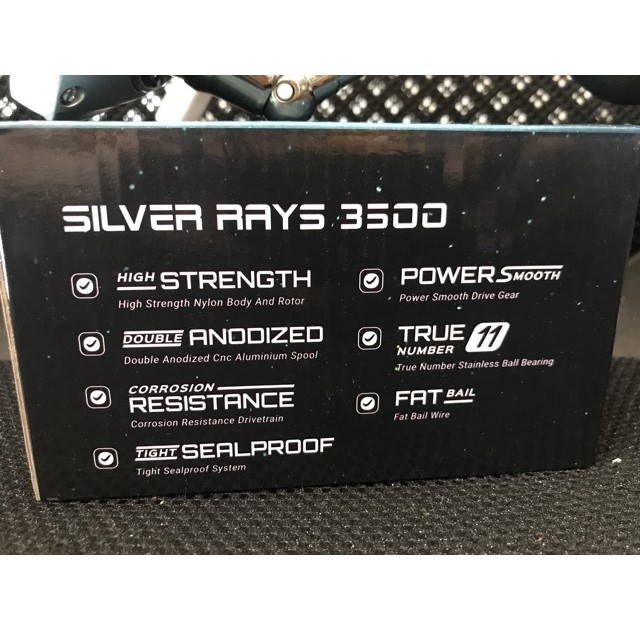 SILVER RAYS 3500
HIGH STRENGTH
High Strength Nylon Body And Rotor
DOUBLE ANODIZED
Double Anodized Cnc Aluminium Spool
CORROSION
RESISTANCE
Corrosion Resistance Drivetrain
TIGHT SEALPROOF
Tight Sealproof System
POWER SMOOTH
Power Smooth Drive Gear
TRUE 11
NUMBER
True Number Stainless Ball Bearing
FAT BAIL
Fat Bail Wire